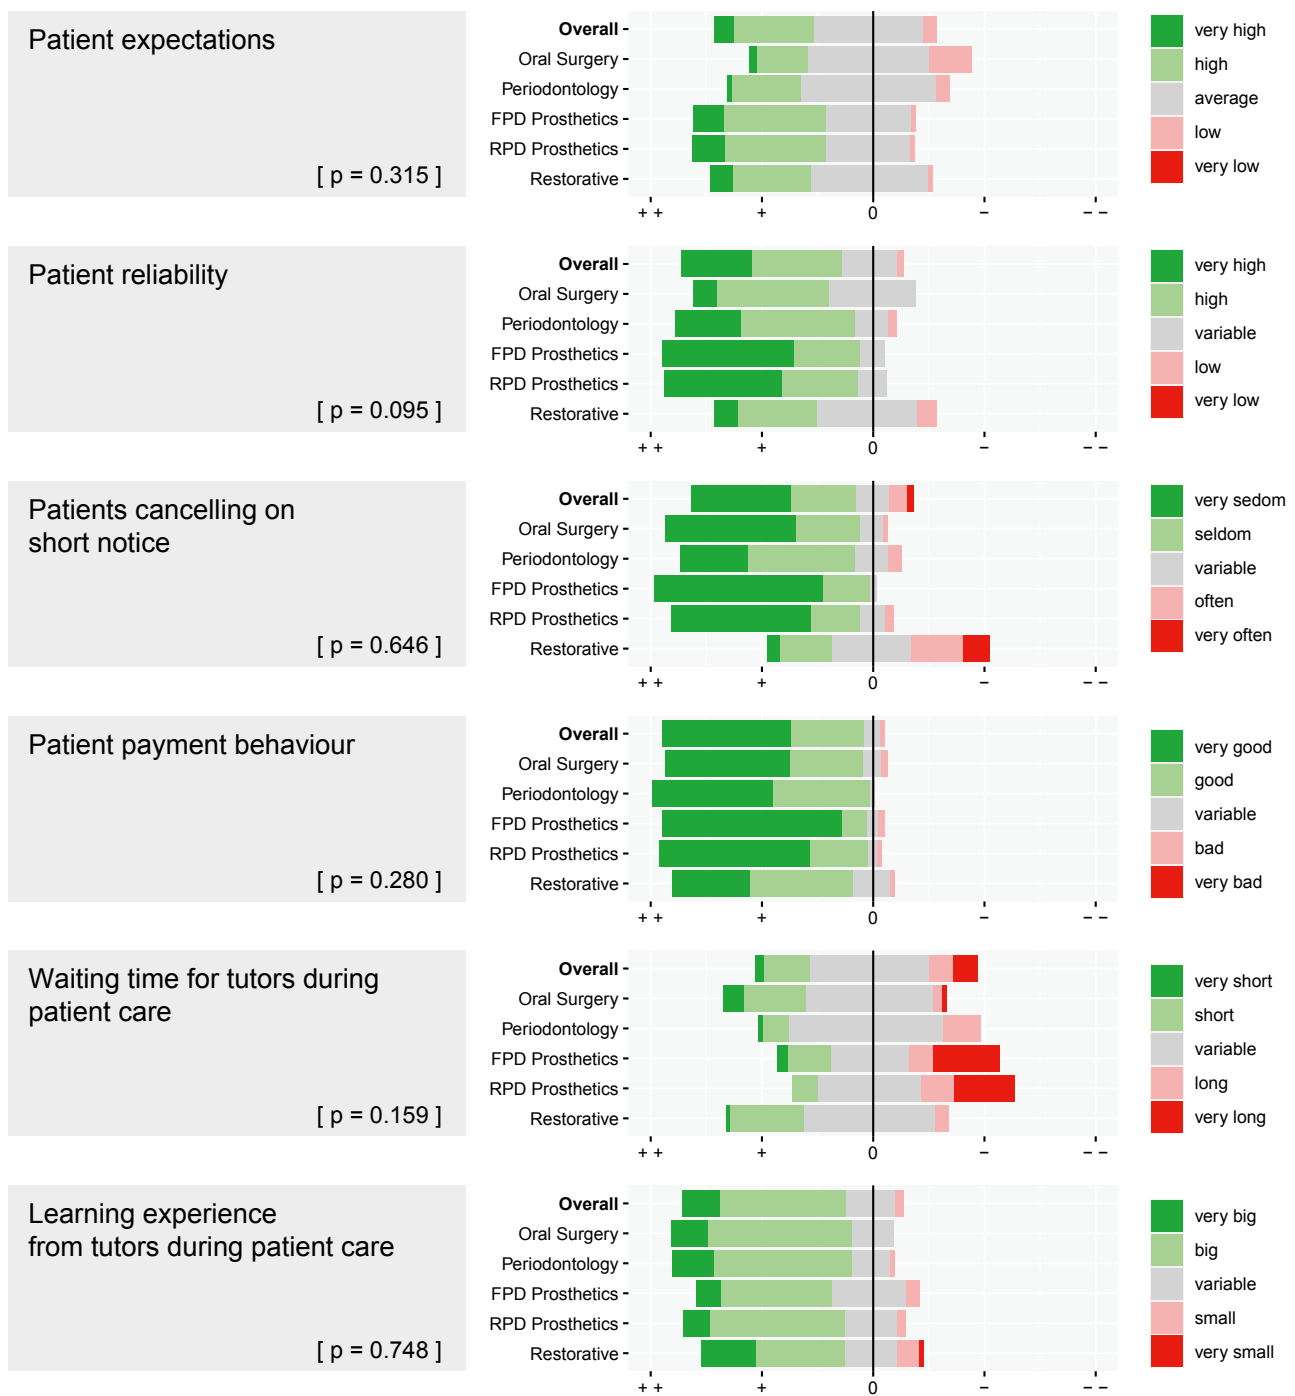 Patient expectations
[ p = 0.315 ]
Overall
Oral Surgery
Periodontology
FPD Prosthetics
RPD Prosthetics
Restorative
+ + + 0 − − −
very high
high
average
low
very low
Patient reliability
[ p = 0.095 ]
Overall
Oral Surgery
Periodontology
FPD Prosthetics
RPD Prosthetics
Restorative
+ + + 0 − − −
very high
high
variable
low
very low
Patients cancelling on
short notice
[ p = 0.646 ]
Overall
Oral Surgery
Periodontology
FPD Prosthetics
RPD Prosthetics
Restorative
+ + + 0 − − −
very sedom
seldom
variable
often
very often
Patient payment behaviour
[ p = 0.280 ]
Overall
Oral Surgery
Periodontology
FPD Prosthetics
RPD Prosthetics
Restorative
+ + + 0 − − −
very good
good
variable
bad
very bad
Waiting time for tutors during
patient care
[ p = 0.159 ]
Overall
Oral Surgery
Periodontology
FPD Prosthetics
RPD Prosthetics
Restorative
+ + + 0 − − −
very short
short
variable
long
very long
Learning experience
from tutors during patient care
[ p = 0.748 ]
Overall
Oral Surgery
Periodontology
FPD Prosthetics
RPD Prosthetics
Restorative
+ + + 0 − − −
very big
big
variable
small
very small